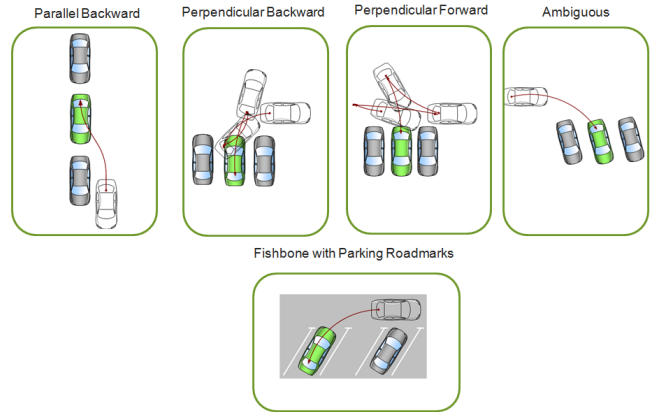 Parallel Backward
Perpendicular Backward
Perpendicular Forward
Ambiguous
Fishbone with Parking Roadmarks